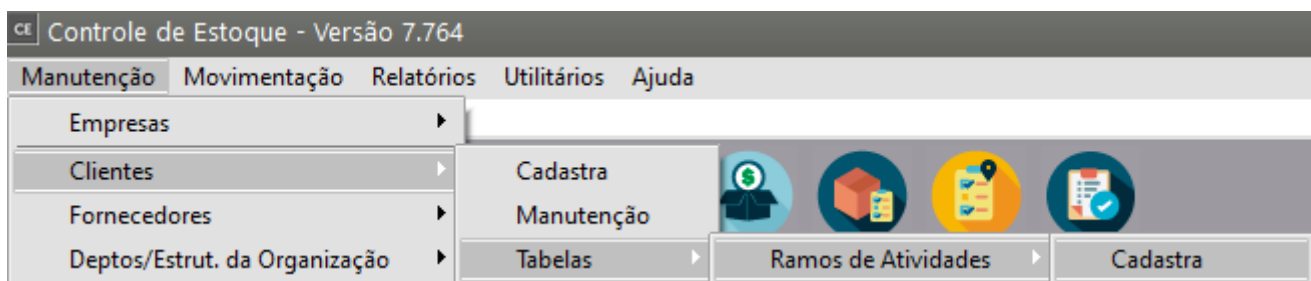 CE Controle de Estoque - Versão 7.764
Manutenção Movimentação Relatórios Utilitários Ajuda
Empresas
Clientes Cadastra
Fornecedores Manutenção
Deptos/Estrut. da Organização Tabelas Ramos de Atividades Cadastra